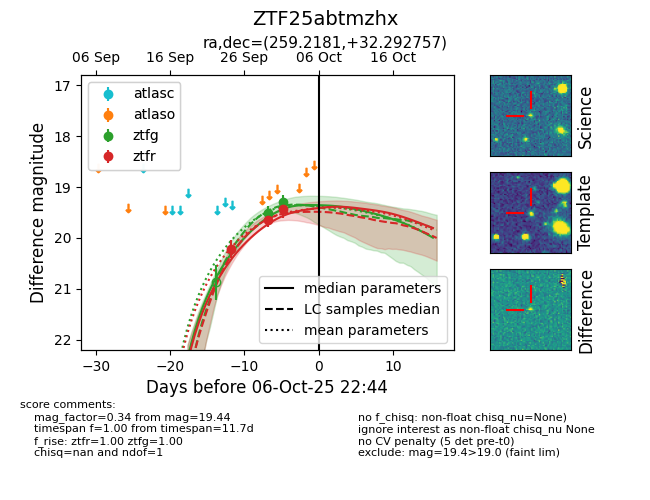 ZTF25abtmzhx
ra,dec=(259.2181,+32.292757)
06 Sep 16 Sep 26 Sep 06 Oct 16 Oct
17
18
19
20
21
22
Difference magnitude
atlasc
atlaso
ztfg
ztfr
median parameters
LC samples median
mean parameters
−30 −20 −10 0 10
Days before 06-Oct-25 22:44
Science
Template
Difference
score comments:
mag_factor=0.34 from mag=19.44
timespan f=1.00 from timespan=11.7d
f_rise: ztfr=1.00 ztfg=1.00
chisq=nan and ndof=1
no f_chisq: non-float chisq_nu=None)
ignore interest as non-float chisq_nu None
no CV penalty (5 det pre-t0)
exclude: mag=19.4>19.0 (faint lim)